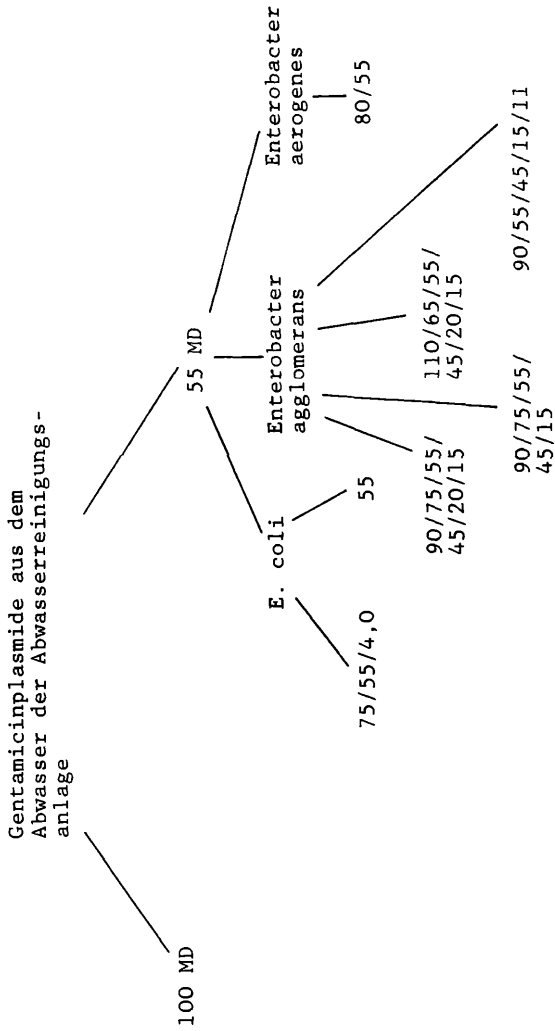 Gentamicinplasmide aus dem
Abwasser der Abwasserreinigungs-
anlage
100 MD
55 MD
E. coli
Enterobacter
agglomerans
Enterobacter
aerogenes
75/55/4,0
55
80/55
90/75/55/
45/20/15
110/65/55/
45/20/15
90/75/55/
45/15
90/55/45/15/11